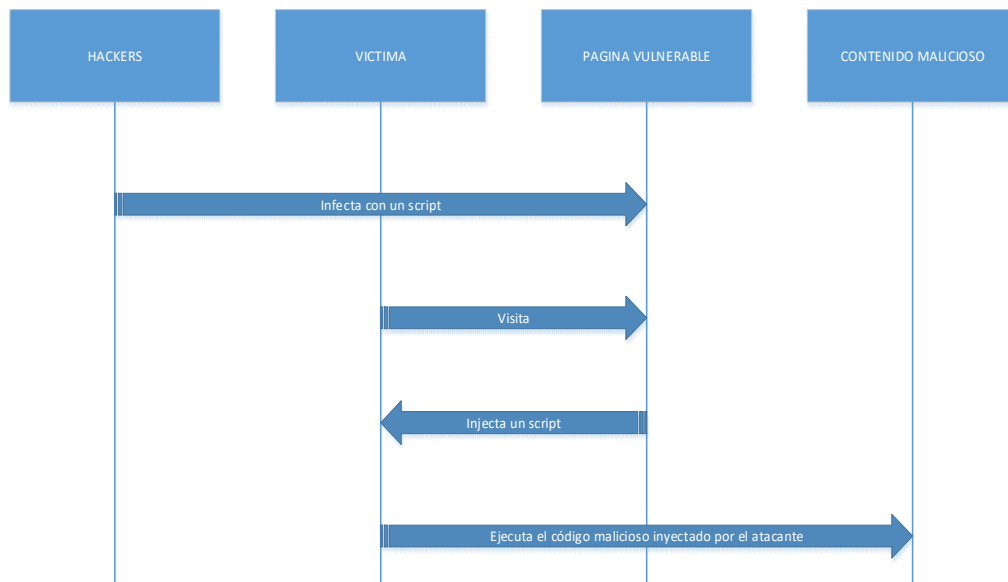 HACKERS
VICTIMA
PAGINA VULNERABLE
CONTENIDO MALICIOSO
Infecta con un script
Visita
Injecta un script
Ejecuta el código malicioso inyectado por el atacante